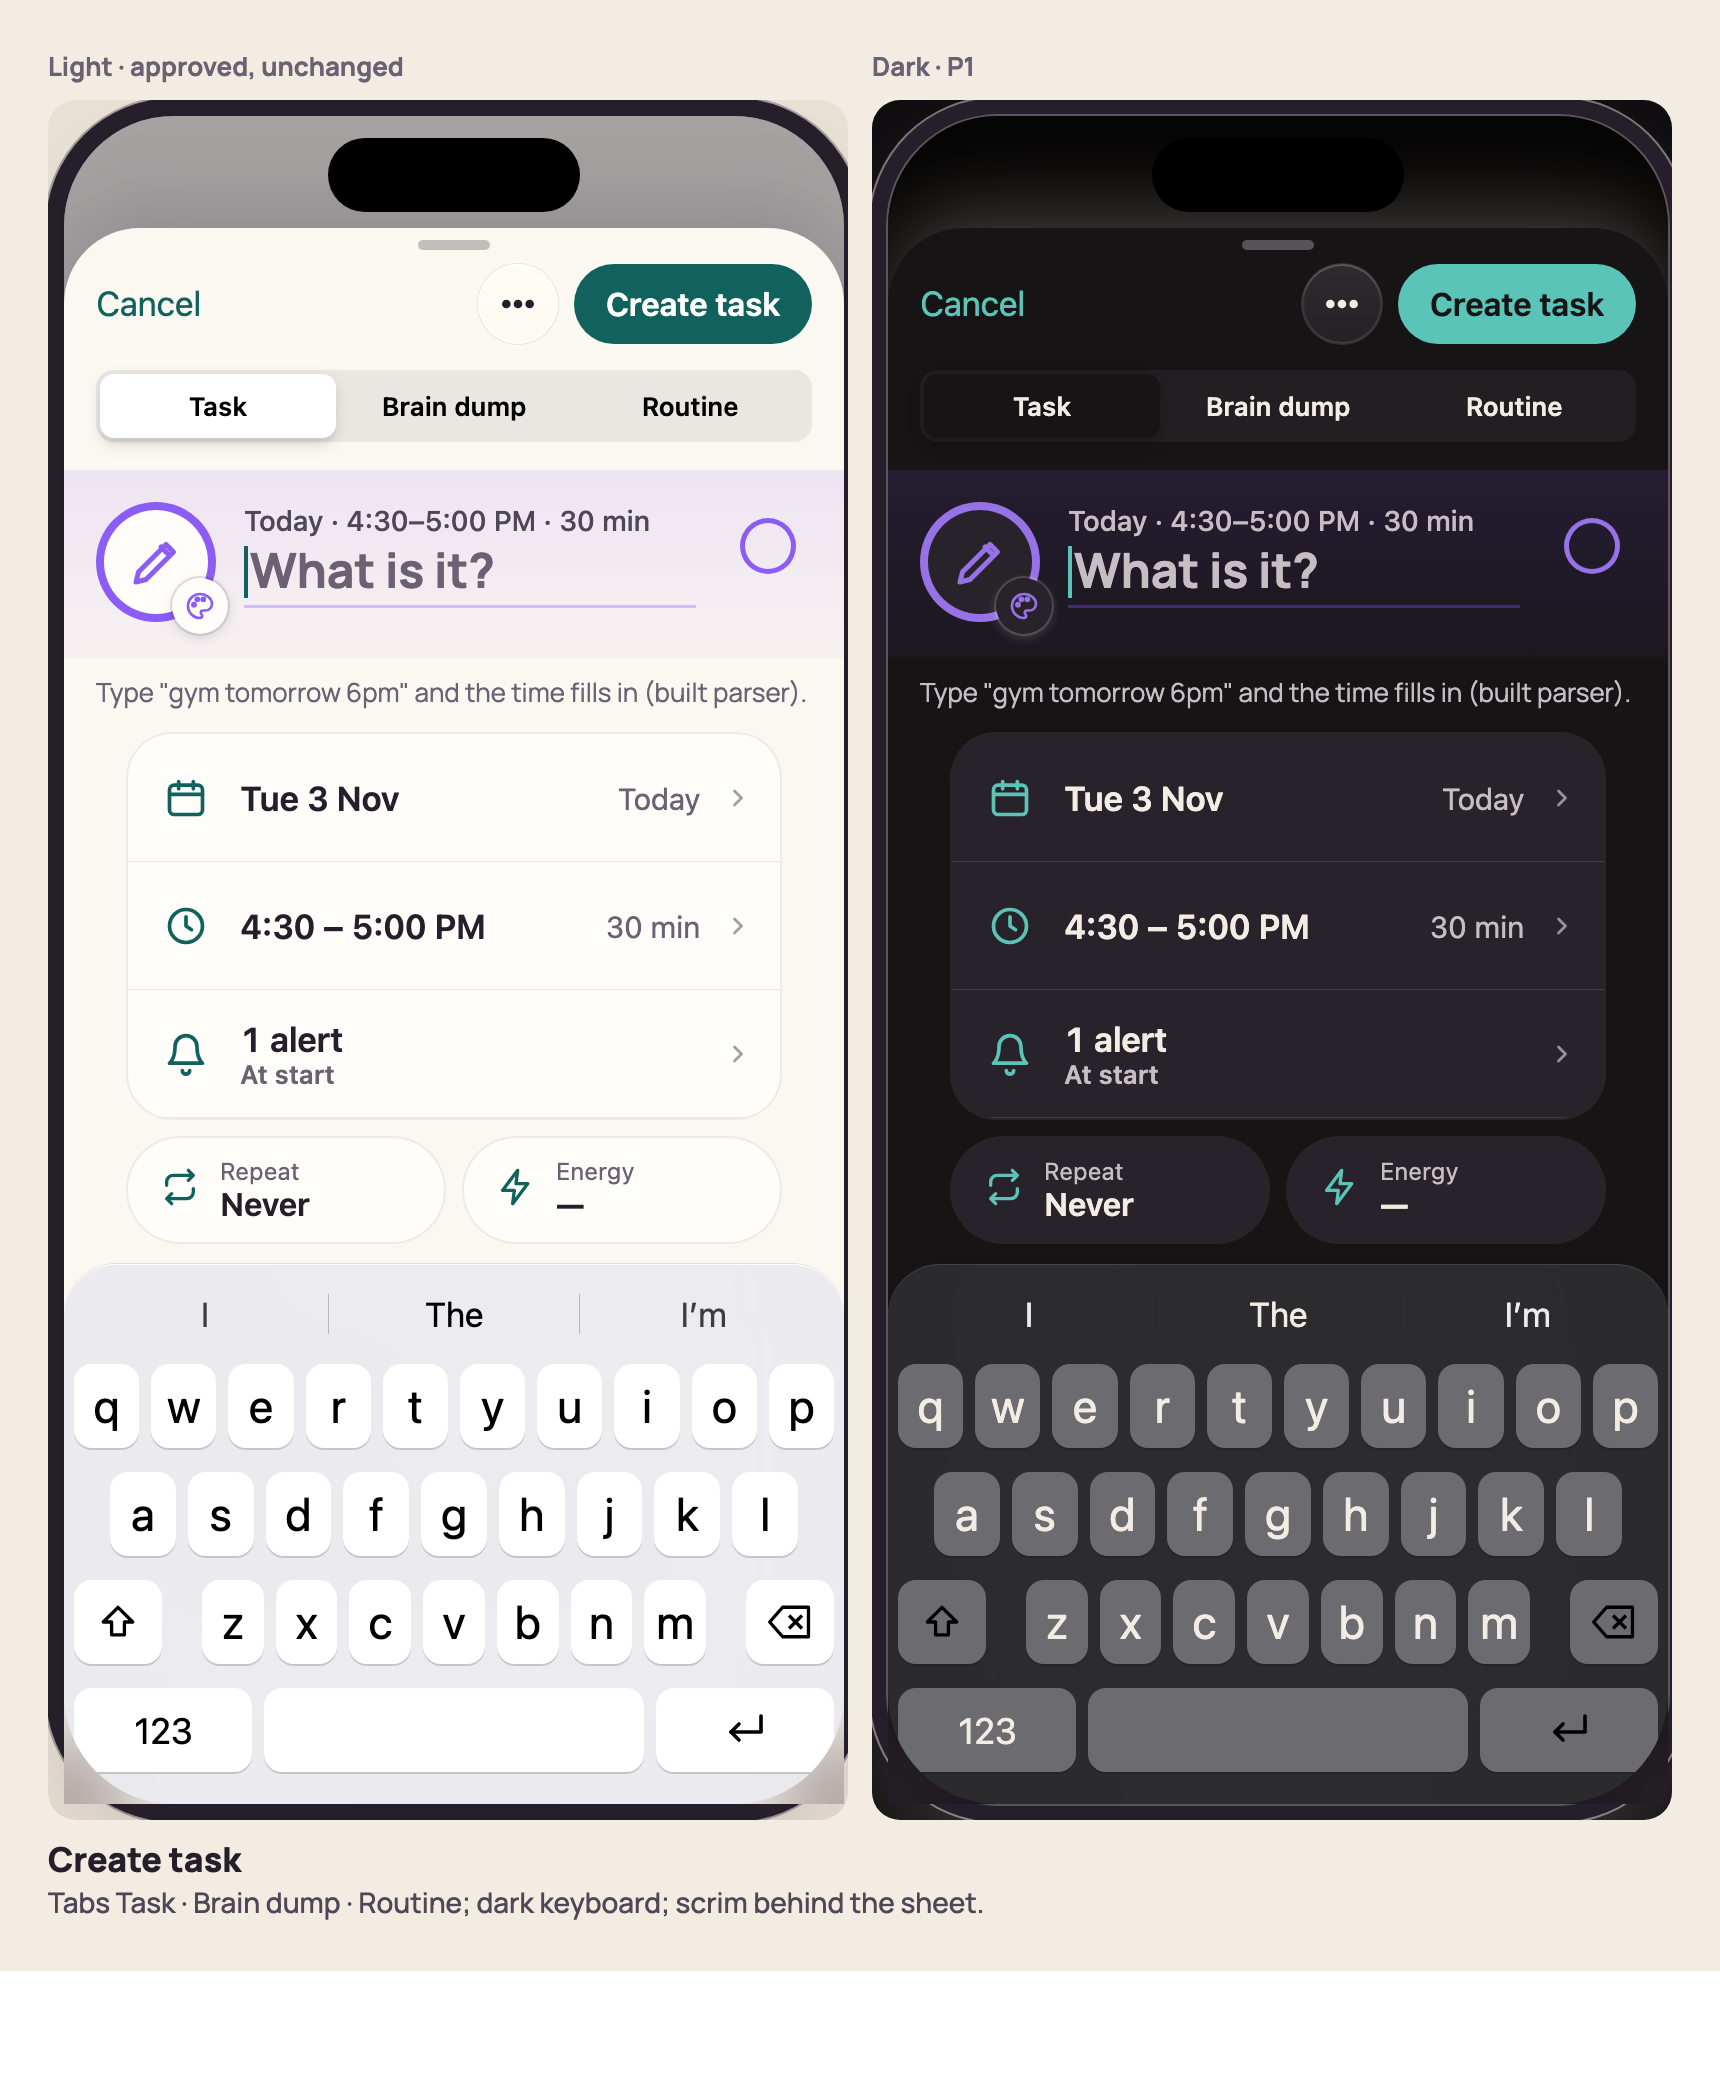 Light · approved, unchanged
Cancel
Create task
Task Brain dump Routine
Today · 4:30–5:00 PM · 30 min
What is it?
Type "gym tomorrow 6pm" and the time fills in (built parser).
Tue 3 Nov Today
4:30 – 5:00 PM 30 min
1 alert
At start
Repeat
Never
Energy
—
I The I'm
q w e r t y u i o p
a s d f g h j k l
z x c v b n m
123
Dark · P1
Cancel
Create task
Task Brain dump Routine
Today · 4:30–5:00 PM · 30 min
What is it?
Type "gym tomorrow 6pm" and the time fills in (built parser).
Tue 3 Nov Today
4:30 – 5:00 PM 30 min
1 alert
At start
Repeat
Never
Energy
—
I The I'm
q w e r t y u i o p
a s d f g h j k l
z x c v b n m
123
Create task
Tabs Task · Brain dump · Routine; dark keyboard; scrim behind the sheet.